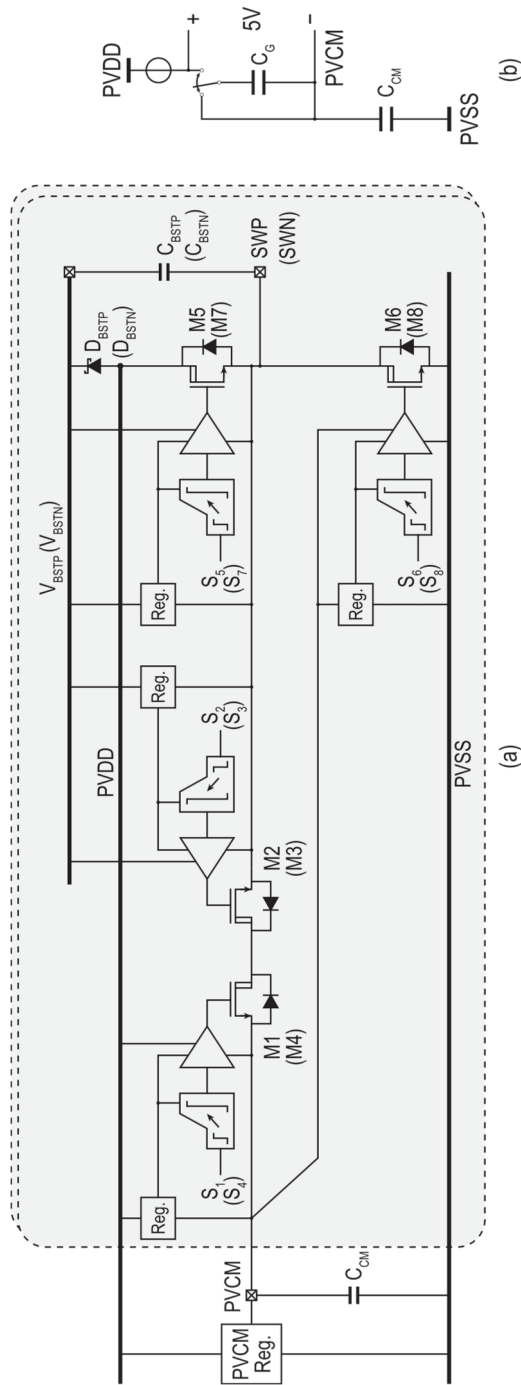 V_BSTP (V_BSTN)
PVDD
D_BSTP
(D_BSTN)
C_BSTP
(C_BSTN)
Reg.
Reg.
Reg.
S_1
(S_4)
S_2
(S_3)
S_5
(S_7)
M5
(M7)
SWP
(SWN)
M1
(M4)
M2
(M3)
PVCM
PVCM
Reg.
C_CM
Reg.
S_6
(S_8)
M6
(M8)
PVSS
(a)
PVDD
+
5V
C_G
−
PVCM
C_CM
PVSS
(b)